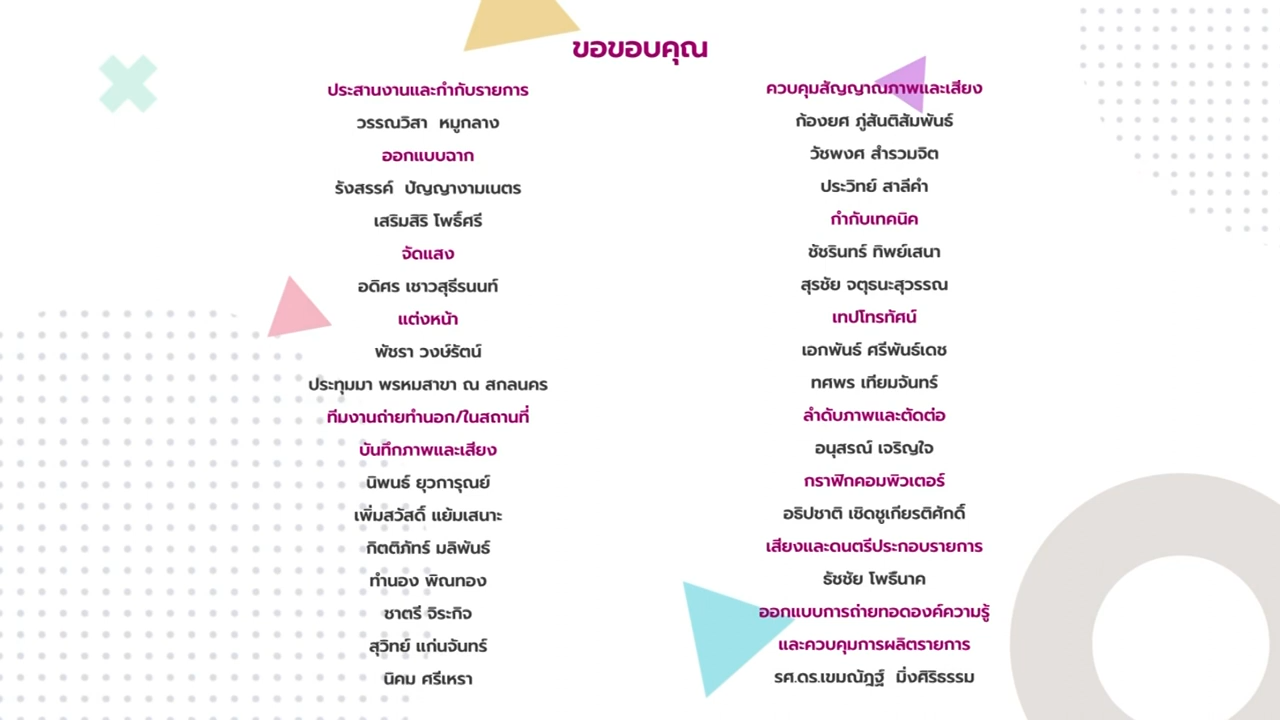 ขอขอบคุณ
ประสานงานและกำกับรายการ
วรรณวิสา หมูกลาง
ออกแบบฉาก
รังสรรค์ ปัญญางามเนตร
เสริมสิริ โพธิ์ศรี
จัดแสง
อดิศร เชาวสุธีรนนท์
แต่งหน้า
พัชรา วงษ์รัตน์
ประทุมมา พรหมสาขา ณ สกลนคร
ทีมงานถ่ายทำนอก/ในสถานที่
บันทึกภาพและเสียง
นิพนธ์ ยุวการุณย์
เพิ่มสวัสดิ์ แย้มเสนาะ
กิตติภัทร์ มลิพันธ์
ทำนอง พิณทอง
ชาตรี จิระกิจ
สุวิทย์ แก่นจันทร์
นิคม ศรีเหรา
ควบคุมสัญญาณภาพและเสียง
ก้องยศ ภู่สันติสัมพันธ์
วัชพงศ สำรวมจิต
ประวิทย์ สาลีคำ
กำกับเทคนิค
ชัชรินทร์ ทิพย์เสนา
สุรชัย จตุธนะสุวรรณ
เทปโทรทัศน์
เอกพันธ์ ศรีพันธ์เดช
ทศพร เทียมจันทร์
ลำดับภาพและตัดต่อ
อนุสรณ์ เจริญใจ
กราฟิกคอมพิวเตอร์
อธิปชาติ เชิดชูเกียรติศักดิ์
เสียงและดนตรีประกอบรายการ
ธัชชัย โพธีนาค
ออกแบบการถ่ายทอดองค์ความรู้
และควบคุมการผลิตรายการ
รศ.ดร.เขมณัฏฐ์ มิ่งศิริธรรม